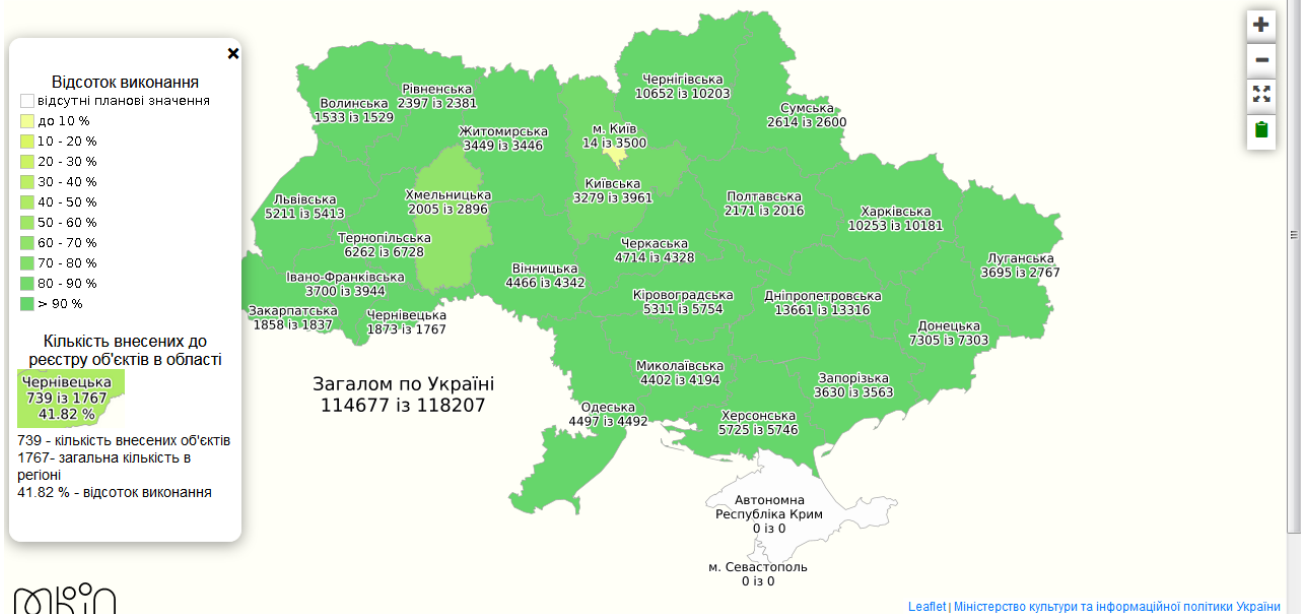 Відсоток виконання
відсутні планові значення
до 10 %
10 - 20 %
20 - 30 %
30 - 40 %
40 - 50 %
50 - 60 %
60 - 70 %
70 - 80 %
80 - 90 %
> 90 %
Кількість внесених до
реєстру об'єктів в області
Чернівецька
739 із 1767
41.82 %
739 - кількість внесених об'єктів
1767- загальна кількість в
регіоні
41.82 % - відсоток виконання
Волинська
1533 із 1529
Рівненська
2397 із 2381
Житомирська
3449 із 3446
м. Київ
14 із 3500
Чернігівська
10652 із 10203
Сумська
2614 із 2600
Львівська
5211 із 5413
Хмельницька
2005 із 2896
Київська
3279 із 3961
Полтавська
2171 із 2016
Харківська
10253 із 10181
Тернопільська
6262 із 6728
Черкаська
4714 із 4328
Луганська
3695 із 2767
Івано-Франківська
3700 із 3944
Вінницька
4466 із 4342
Кіровоградська
5311 із 5754
Дніпропетровська
13661 із 13316
Закарпатська
1858 із 1837
Чернівецька
1873 із 1767
Донецька
7305 із 7303
Миколаївська
4402 із 4194
Запорізька
3630 із 3563
Загалом по Україні
114677 із 118207
Одеська
4497 із 4492
Херсонська
5725 із 5746
Автономна
Республіка Крим
0 із 0
м. Севастополь
0 із 0
мкіп
Leaflet | Міністерство культури та інформаційної політики України